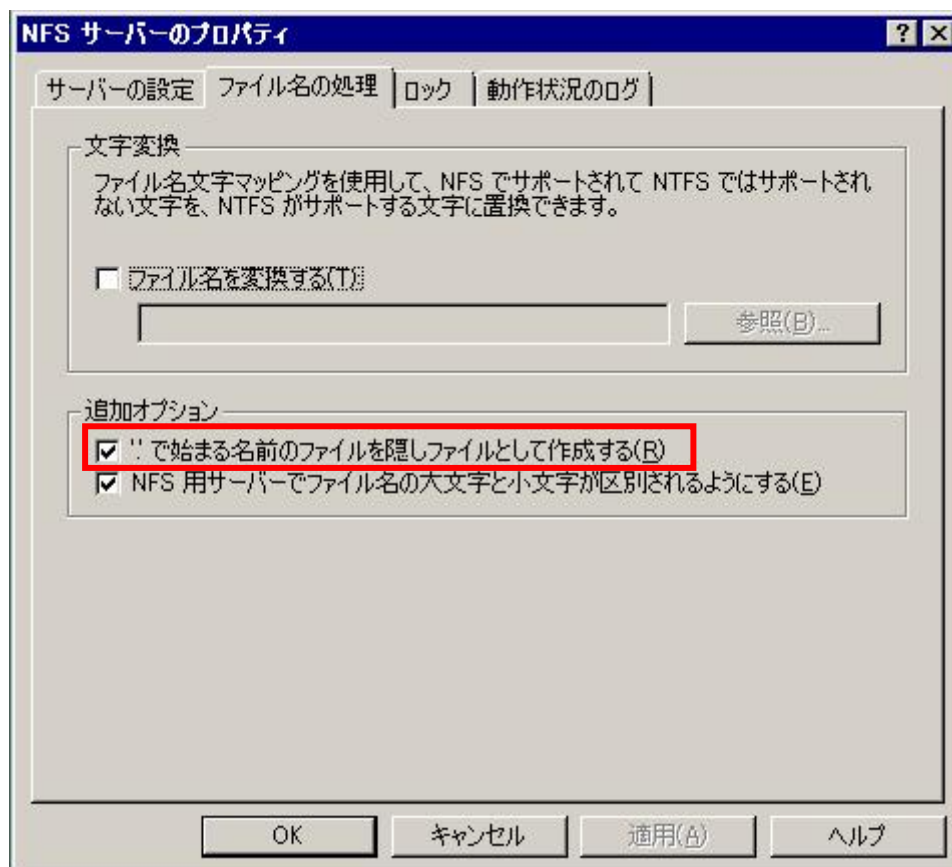 NFS サーバーのプロパティ
サーバーの設定
ファイル名の処理
ロック
動作状況のログ
文字変換
ファイル名文字マッピングを使用して、NFS でサポートされて NTFS ではサポートされ
ない文字を、NTFS がサポートする文字に置換できます。
ファイル名を変換する(T):
参照(B)...
追加オプション
'.' で始まる名前のファイルを隠しファイルとして作成する(R)
NFS 用サーバーでファイル名の大文字と小文字が区別されるようにする(E)
OK
キャンセル
適用(A)
ヘルプ